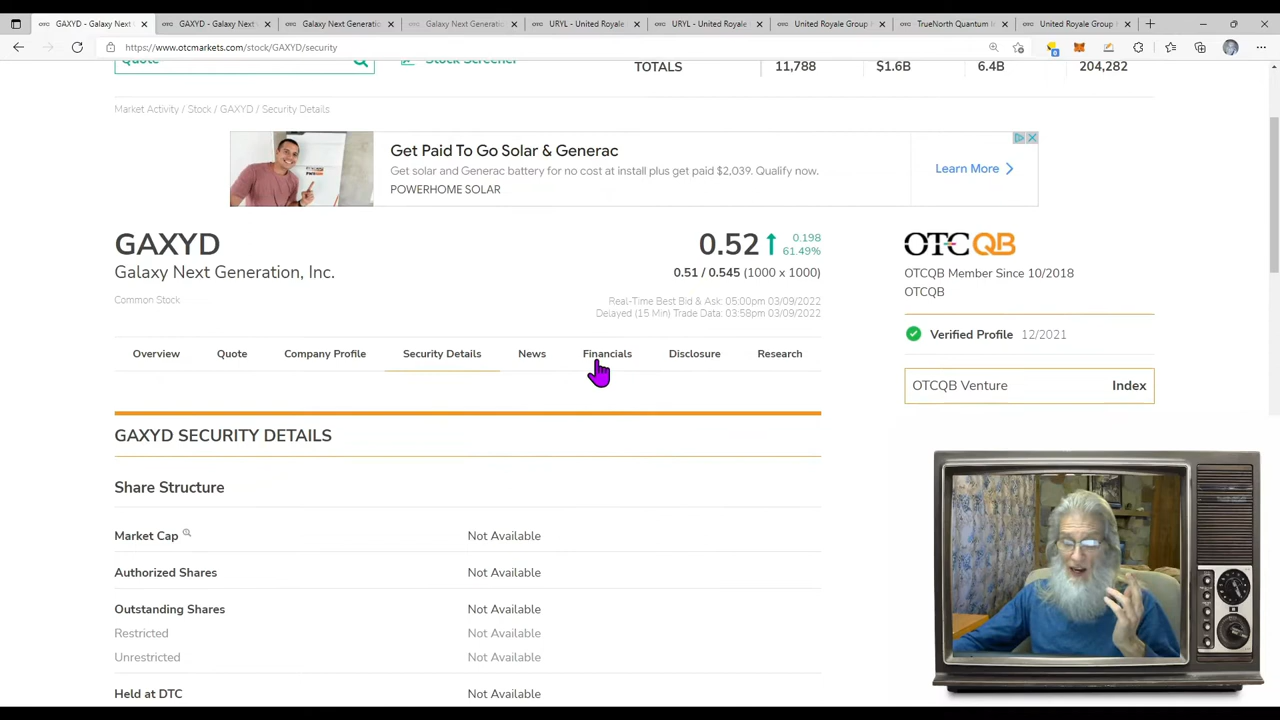 GAXYD - Galaxy Next G
GAXYD - Galaxy Next
Galaxy Next Generatio
Galaxy Next Generatio
URYL - United Royale
URYL - United Royale
United Royale Group
TrueNorth Quantum I
United Royale Group
https://www.otcmarkets.com/stock/GAXYD/security
Quote
Stock Screener
TOTALS 11,788 $1.6B 6.4B 204,282
Market Activity / Stock / GAXYD / Security Details
Get Paid To Go Solar & Generac
Get solar and Generac battery for no cost at install plus get paid $2,039. Qualify now.
POWERHOME SOLAR
Learn More
GAXYD
Galaxy Next Generation, Inc.
Common Stock
0.52 0.198
61.49%
0.51 / 0.545 (1000 x 1000)
Real-Time Best Bid & Ask: 05:00pm 03/09/2022
Delayed (15 Min) Trade Data: 03:58pm 03/09/2022
OTCQB
OTCQB Member Since 10/2018
OTCQB
Verified Profile 12/2021
OTCQB Venture Index
Overview Quote Company Profile Security Details News Financials Disclosure Research
GAXYD SECURITY DETAILS
Share Structure
Market Cap Not Available
Authorized Shares Not Available
Outstanding Shares Not Available
Restricted Not Available
Unrestricted Not Available
Held at DTC Not Available